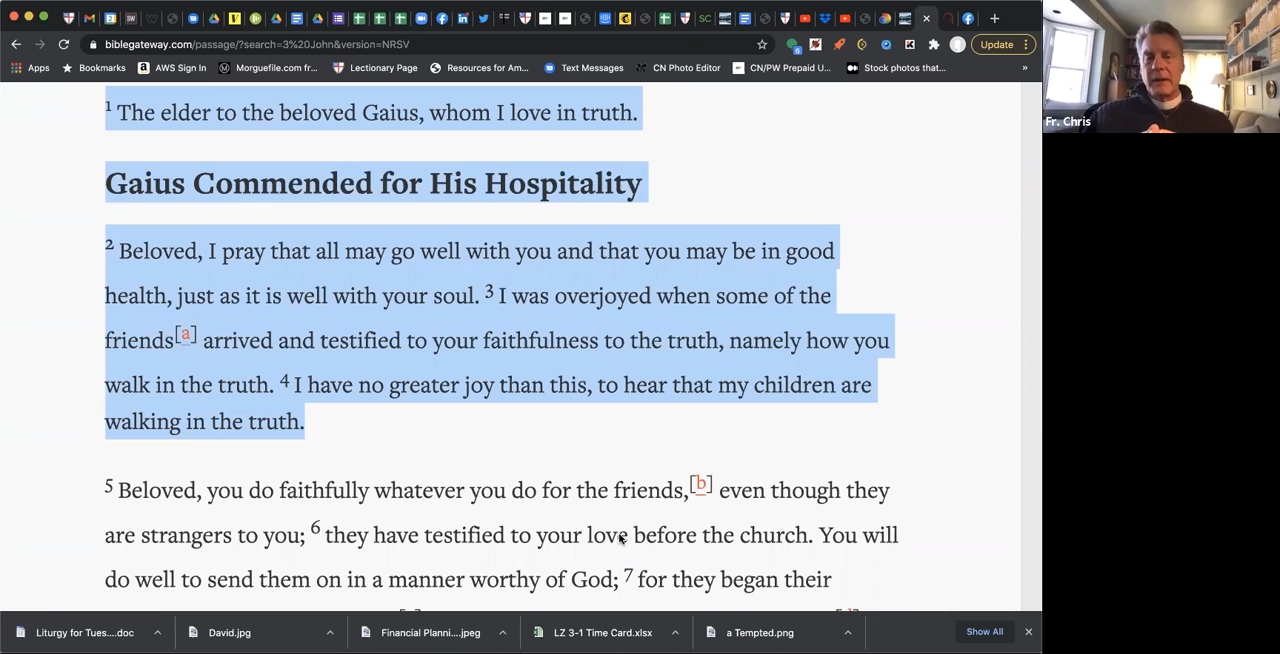 Update
biblegateway.com/passage/?search=3%20John&version=NRSV
Apps
Bookmarks
AWS Sign In
Morguefile.com fr...
Lectionary Page
Resources for Am...
Text Messages
CN Photo Editor
CN/PW Prepaid U...
Stock photos that...
»
Fr. Chris
1 The elder to the beloved Gaius, whom I love in truth.
Gaius Commended for His Hospitality
2 Beloved, I pray that all may go well with you and that you may be in good
health, just as it is well with your soul. 3 I was overjoyed when some of the
friends[a] arrived and testified to your faithfulness to the truth, namely how you
walk in the truth. 4 I have no greater joy than this, to hear that my children are
walking in the truth.
5 Beloved, you do faithfully whatever you do for the friends,[b] even though they
are strangers to you; 6 they have testified to your love before the church. You will
do well to send them on in a manner worthy of God; 7 for they began their
Liturgy for Tues....doc
David.jpg
Financial Planni....jpeg
LZ 3-1 Time Card.xlsx
a Tempted.png
Show All